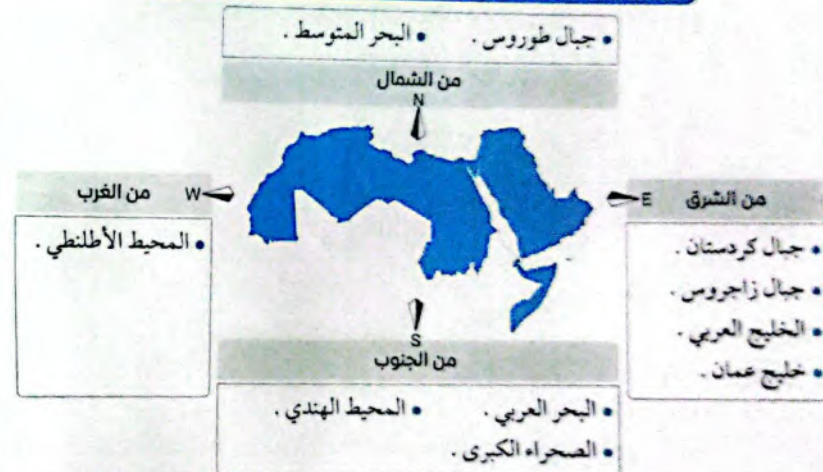 • جبال طوروس . • البحر المتوسط .
من الشمال
N
من الغرب
W
• المحيط الأطلنطي .
E
من الشرق
• جبال كردستان .
• جبال زاجروس .
• الخليج العربي .
• خليج عمان .
S
من الجنوب
• البحر العربي . • المحيط الهندي .
• الصحراء الكبرى .